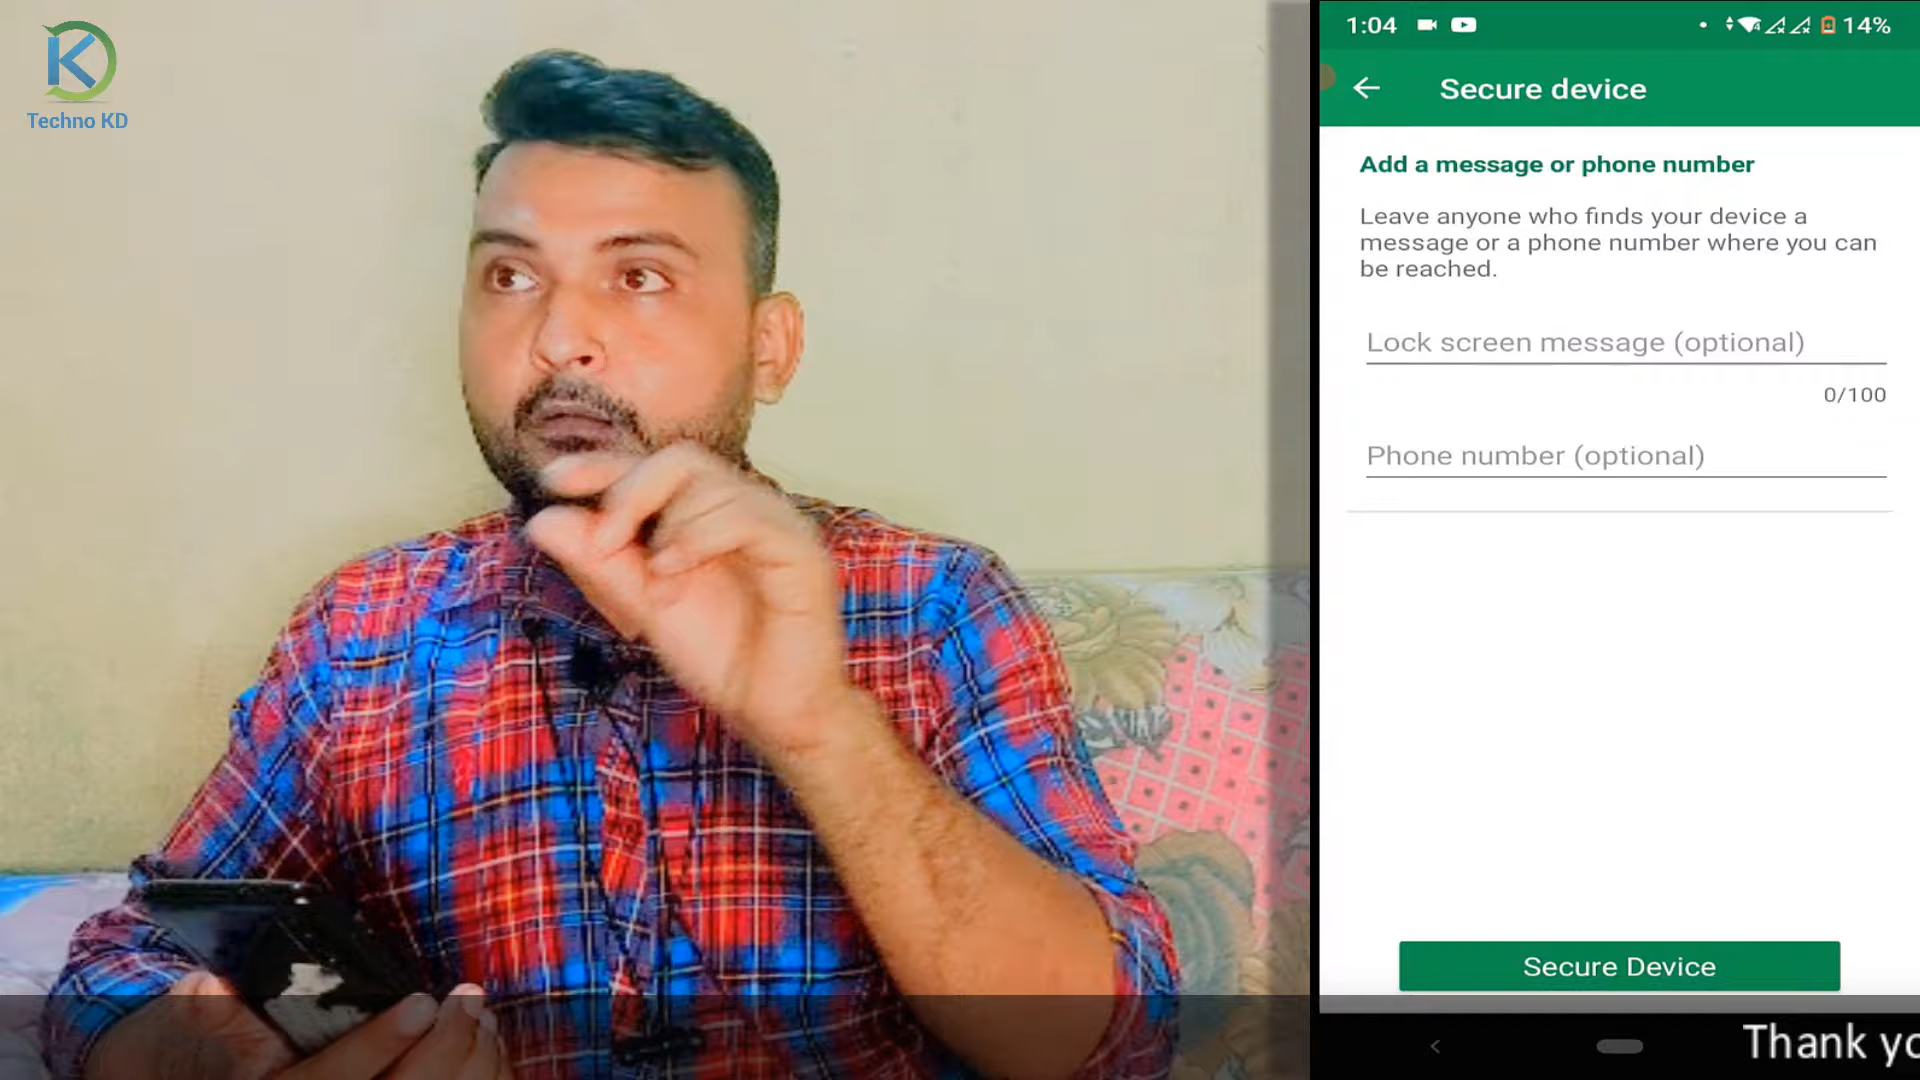 Techno KD
1:04
14%
Secure device
Add a message or phone number
Leave anyone who finds your device a
message or a phone number where you can
be reached.
Lock screen message (optional)
0/100
Phone number (optional)
Secure Device
Thank yo